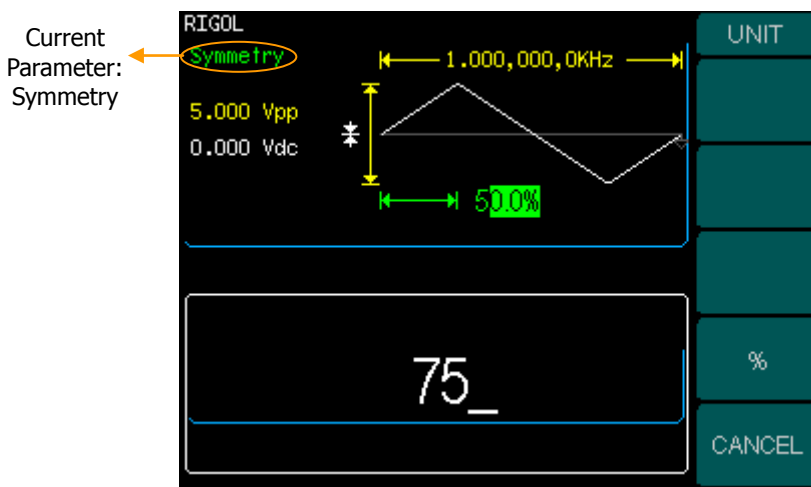 Current
Parameter:
Symmetry
RIGOL
Symmetry
1.000,000,0KHz
5.000 Vpp
0.000 Vdc
50.0%
75_
UNIT
%
CANCEL